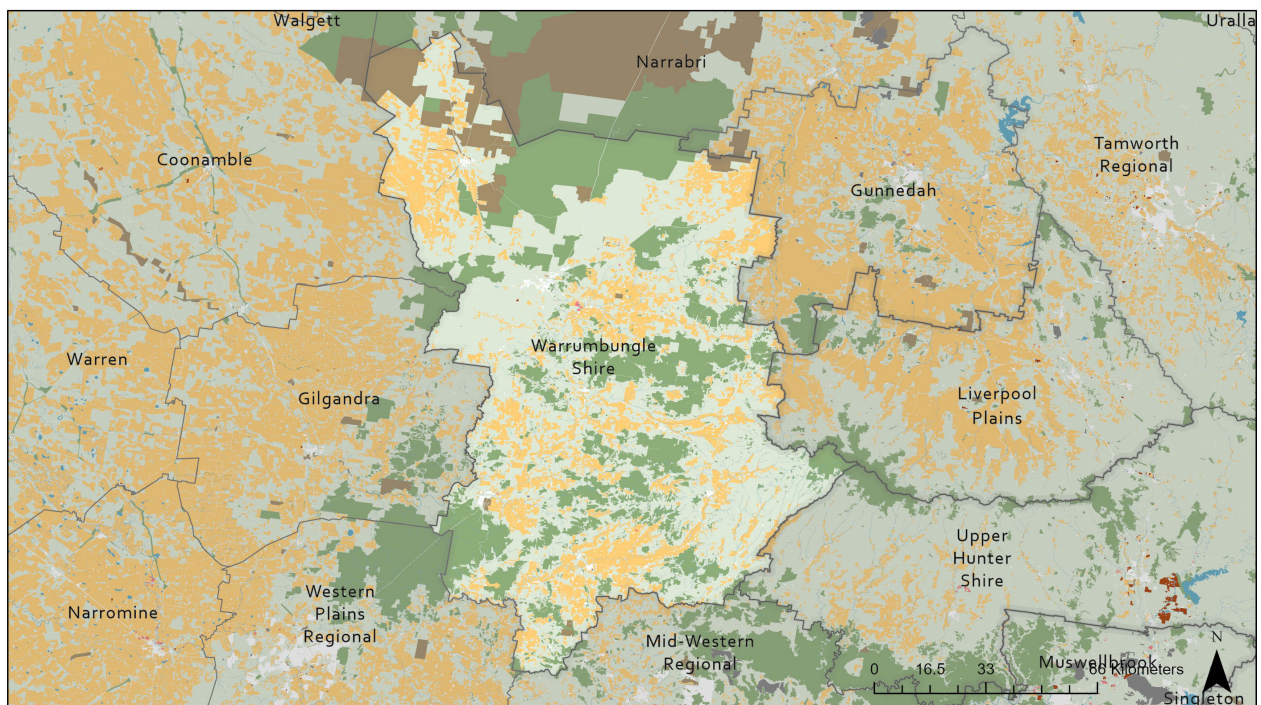 Walgett
Uralla
Narrabri
Coonamble
Tamworth
Regional
Gunnedah
Warren
Warrumbungle
Shire
Gilgandra
Liverpool
Plains
Upper
Hunter
Shire
Western
Plains
Regional
Narromine
Mid-Western
Regional
Muswellbrook
N
0 16.5 33 66 Kilometers
Singleton